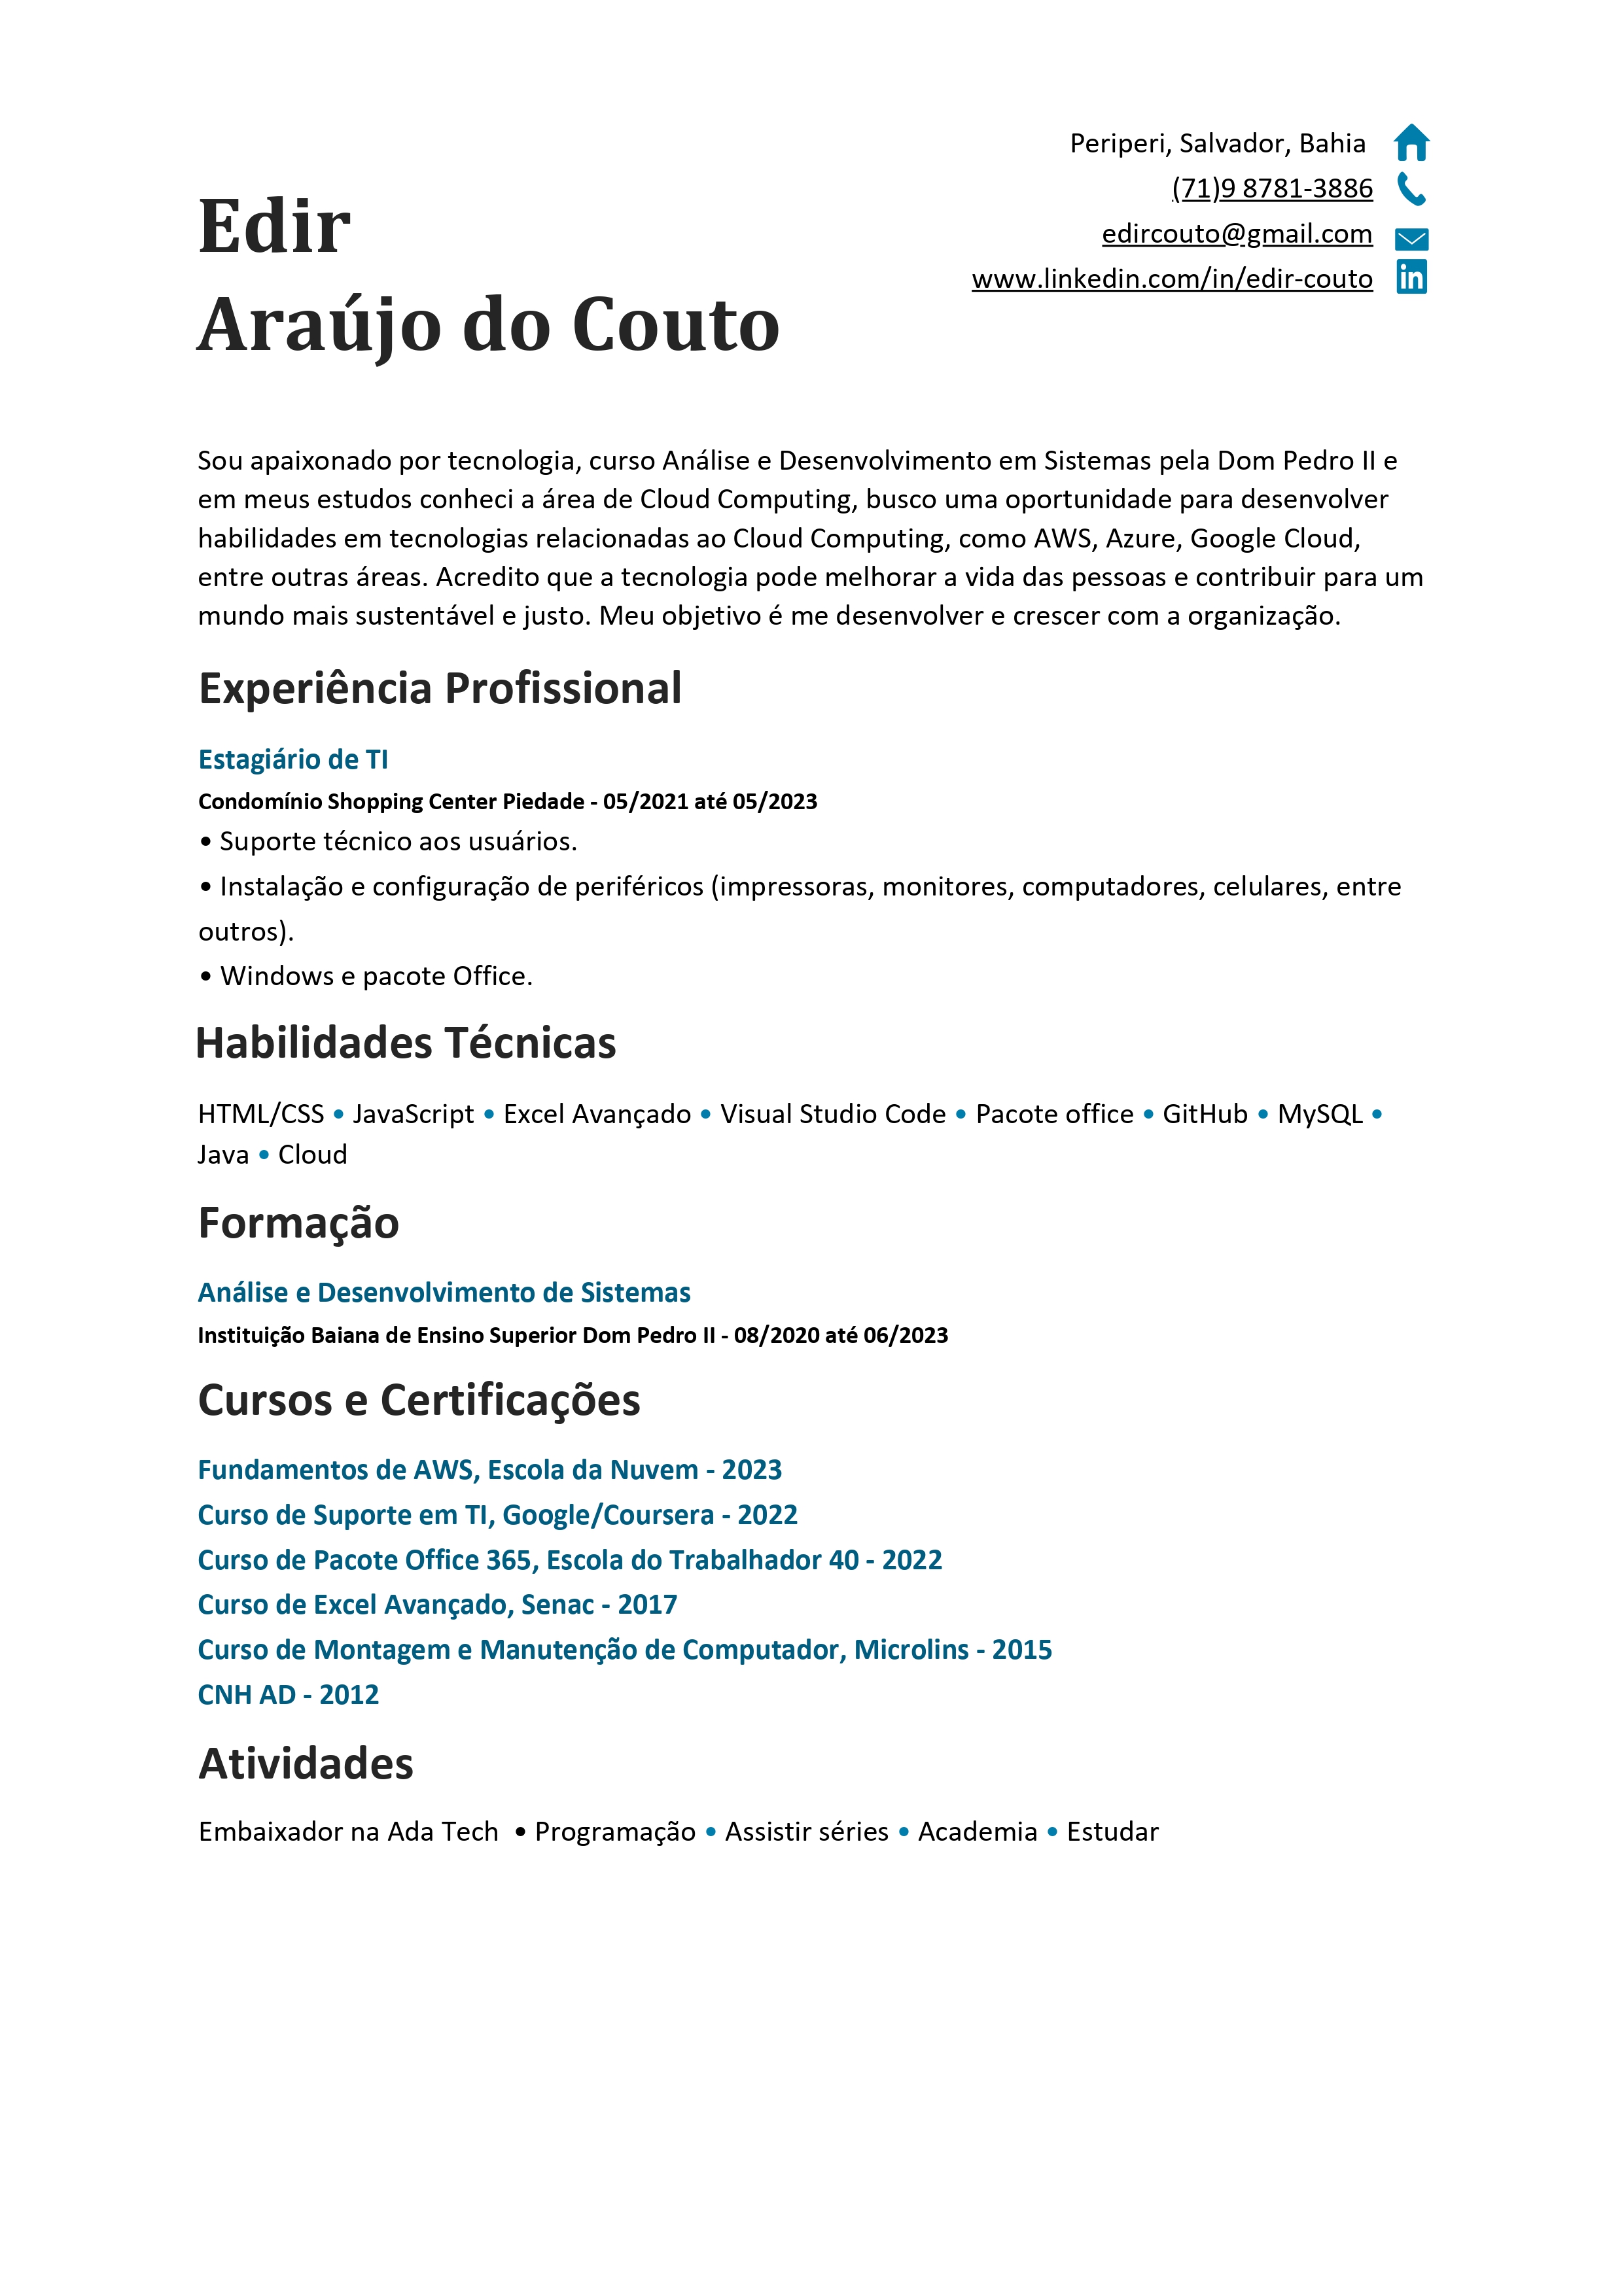 Periperi, Salvador, Bahia
(71)9 8781-3886
edircouto@gmail.com
www.linkedin.com/in/edir-couto
Edir
Araújo do Couto
Sou apaixonado por tecnologia, curso Análise e Desenvolvimento em Sistemas pela Dom Pedro II e
em meus estudos conheci a área de Cloud Computing, busco uma oportunidade para desenvolver
habilidades em tecnologias relacionadas ao Cloud Computing, como AWS, Azure, Google Cloud,
entre outras áreas. Acredito que a tecnologia pode melhorar a vida das pessoas e contribuir para um
mundo mais sustentável e justo. Meu objetivo é me desenvolver e crescer com a organização.
Experiência Profissional
Estagiário de TI
Condomínio Shopping Center Piedade - 05/2021 até 05/2023
• Suporte técnico aos usuários.
• Instalação e configuração de periféricos (impressoras, monitores, computadores, celulares, entre
outros).
• Windows e pacote Office.
Habilidades Técnicas
HTML/CSS • JavaScript • Excel Avançado • Visual Studio Code • Pacote office • GitHub • MySQL •
Java • Cloud
Formação
Análise e Desenvolvimento de Sistemas
Instituição Baiana de Ensino Superior Dom Pedro II - 08/2020 até 06/2023
Cursos e Certificações
Fundamentos de AWS, Escola da Nuvem - 2023
Curso de Suporte em TI, Google/Coursera - 2022
Curso de Pacote Office 365, Escola do Trabalhador 40 - 2022
Curso de Excel Avançado, Senac - 2017
Curso de Montagem e Manutenção de Computador, Microlins - 2015
CNH AD - 2012
Atividades
Embaixador na Ada Tech • Programação • Assistir séries • Academia • Estudar